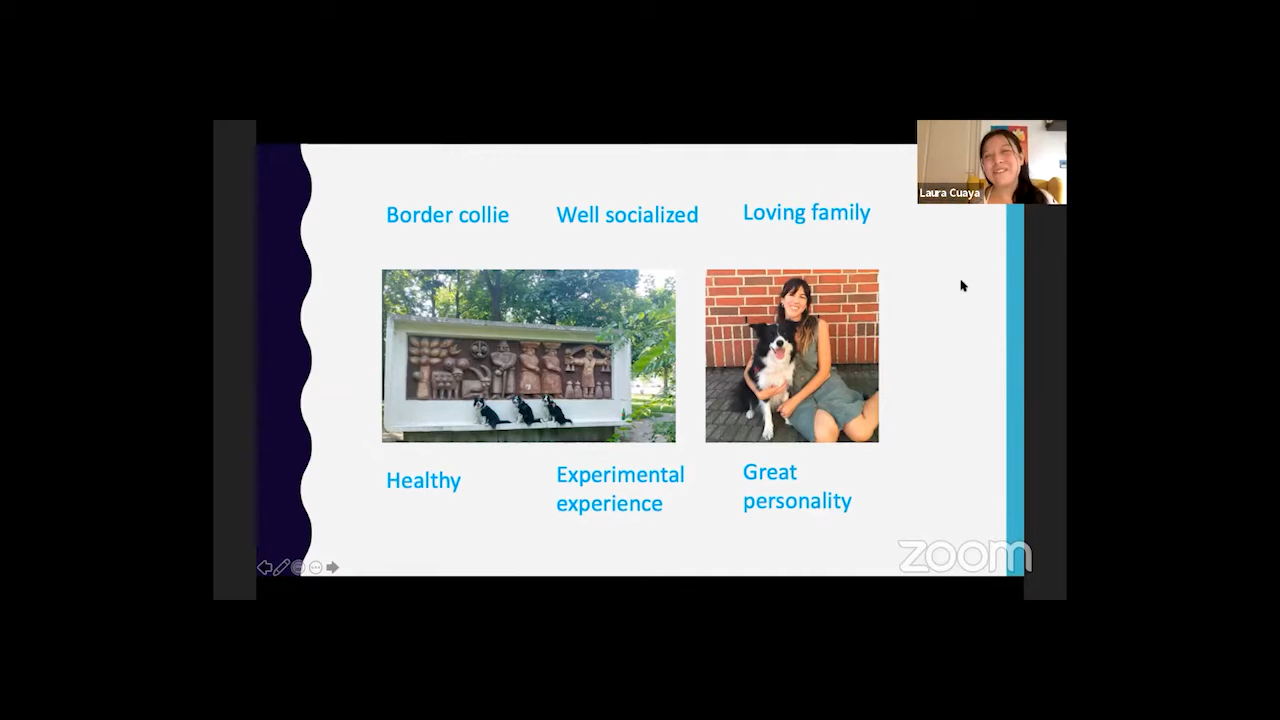 Laura Cuaya
Border collie
Well socialized
Loving family
Healthy
Experimental
experience
Great
personality
zoom